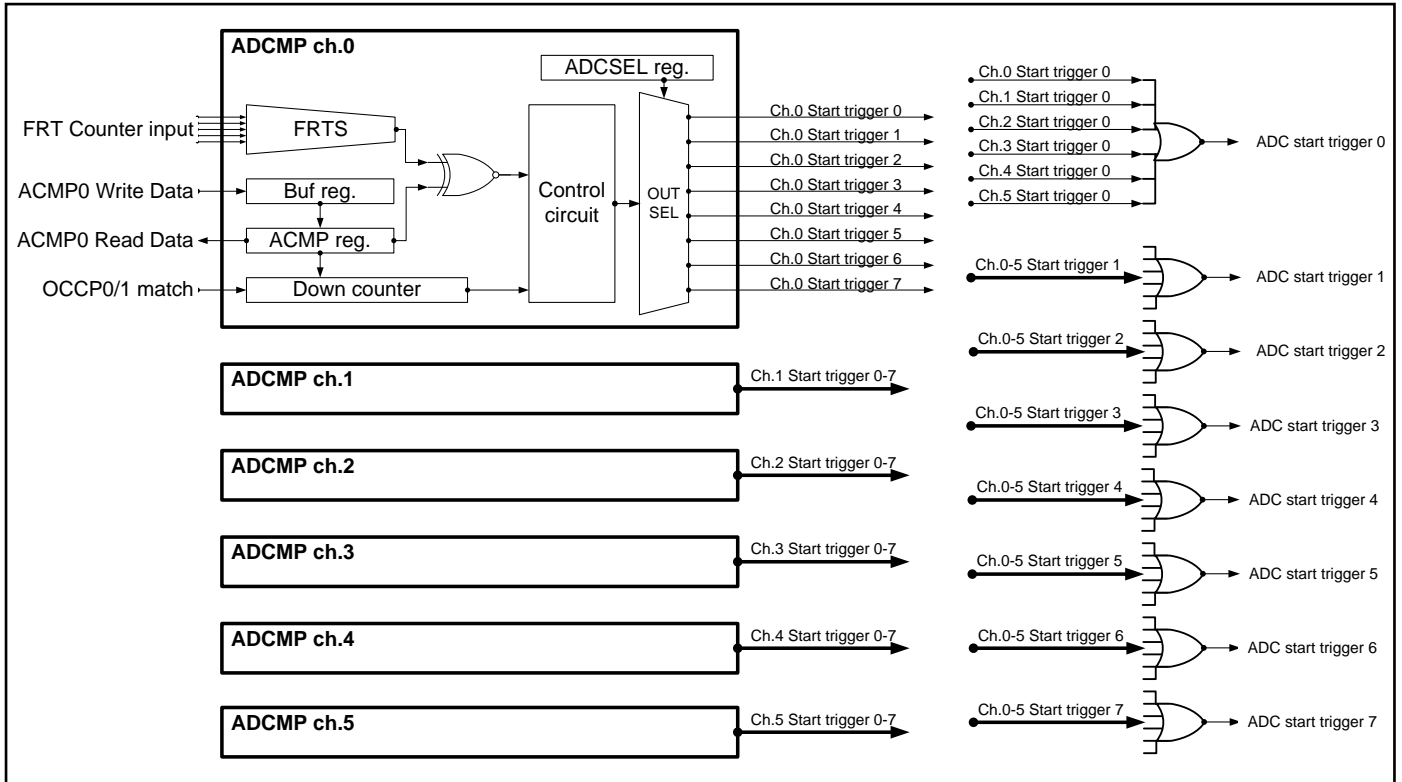 ADCMP ch.0
ADCSEL reg.
FRT Counter input
FRTS
ACMP0 Write Data
Buf reg.
ACMP0 Read Data
ACMP reg.
OCCP0/1 match
Down counter
Control
circuit
OUT
SEL
Ch.0 Start trigger 0
Ch.0 Start trigger 1
Ch.0 Start trigger 2
Ch.0 Start trigger 3
Ch.0 Start trigger 4
Ch.0 Start trigger 5
Ch.0 Start trigger 6
Ch.0 Start trigger 7
Ch.0 Start trigger 0
Ch.1 Start trigger 0
Ch.2 Start trigger 0
Ch.3 Start trigger 0
Ch.4 Start trigger 0
Ch.5 Start trigger 0
ADC start trigger 0
Ch.0-5 Start trigger 1
ADC start trigger 1
Ch.0-5 Start trigger 2
ADC start trigger 2
ADCMP ch.1
Ch.1 Start trigger 0-7
Ch.0-5 Start trigger 3
ADC start trigger 3
ADCMP ch.2
Ch.2 Start trigger 0-7
Ch.0-5 Start trigger 4
ADC start trigger 4
ADCMP ch.3
Ch.3 Start trigger 0-7
Ch.0-5 Start trigger 5
ADC start trigger 5
ADCMP ch.4
Ch.4 Start trigger 0-7
Ch.0-5 Start trigger 6
ADC start trigger 6
ADCMP ch.5
Ch.5 Start trigger 0-7
Ch.0-5 Start trigger 7
ADC start trigger 7